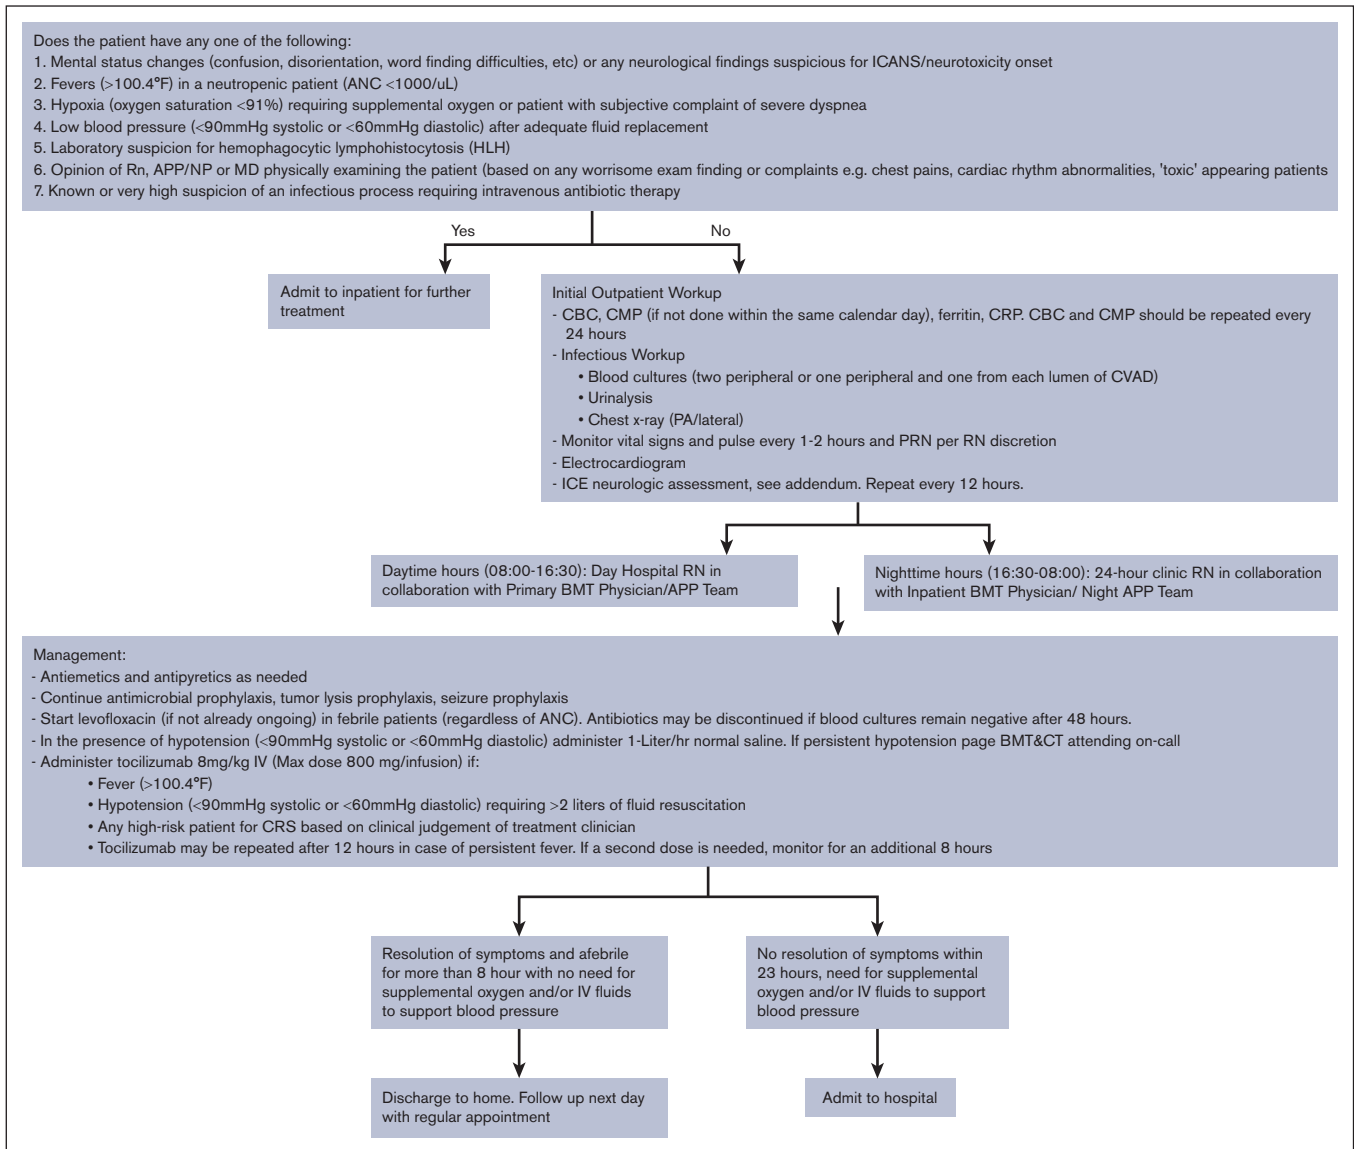 Does the patient have any one of the following:
1. Mental status changes (confusion, disorientation, word finding difficulties, etc) or any neurological findings suspicious for ICANS/neurotoxicity onset
2. Fevers (>100.4°F) in a neutropenic patient (ANC <1000/uL)
3. Hypoxia (oxygen saturation <91%) requiring supplemental oxygen or patient with subjective complaint of severe dyspnea
4. Low blood pressure (<90mmHg systolic or <60mmHg diastolic) after adequate fluid replacement
5. Laboratory suspicion for hemophagocytic lymphohistocytosis (HLH)
6. Opinion of Rn, APP/NP or MD physically examining the patient (based on any worrisome exam finding or complaints e.g. chest pains, cardiac rhythm abnormalities, 'toxic' appearing patients
7. Known or very high suspicion of an infectious process requiring intravenous antibiotic therapy
Yes
No
Admit to inpatient for further
treatment
Initial Outpatient Workup
- CBC, CMP (if not done within the same calendar day), ferritin, CRP. CBC and CMP should be repeated every
24 hours
- Infectious Workup
• Blood cultures (two peripheral or one peripheral and one from each lumen of CVAD)
• Urinalysis
• Chest x-ray (PA/lateral)
- Monitor vital signs and pulse every 1-2 hours and PRN per RN discretion
- Electrocardiogram
- ICE neurologic assessment, see addendum. Repeat every 12 hours.
Daytime hours (08:00-16:30): Day Hospital RN in
collaboration with Primary BMT Physician/APP Team
Nighttime hours (16:30-08:00): 24-hour clinic RN in collaboration
with Inpatient BMT Physician/ Night APP Team
Management:
- Antiemetics and antipyretics as needed
- Continue antimicrobial prophylaxis, tumor lysis prophylaxis, seizure prophylaxis
- Start levofloxacin (if not already ongoing) in febrile patients (regardless of ANC). Antibiotics may be discontinued if blood cultures remain negative after 48 hours.
- In the presence of hypotension (<90mmHg systolic or <60mmHg diastolic) administer 1-Liter/hr normal saline. If persistent hypotension page BMT&CT attending on-call
- Administer tocilizumab 8mg/kg IV (Max dose 800 mg/infusion) if:
• Fever (>100.4°F)
• Hypotension (<90mmHg systolic or <60mmHg diastolic) requiring >2 liters of fluid resuscitation
• Any high-risk patient for CRS based on clinical judgement of treatment clinician
• Tocilizumab may be repeated after 12 hours in case of persistent fever. If a second dose is needed, monitor for an additional 8 hours
Resolution of symptoms and afebrile
for more than 8 hour with no need for
supplemental oxygen and/or IV fluids
to support blood pressure
No resolution of symptoms within
23 hours, need for supplemental
oxygen and/or IV fluids to support
blood pressure
Discharge to home. Follow up next day
with regular appointment
Admit to hospital